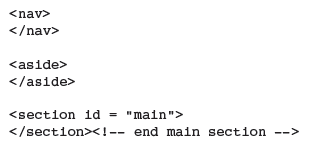 <nav>
</nav>
<aside>
</aside>
<section id = "main">
</section><!-- end main section -->